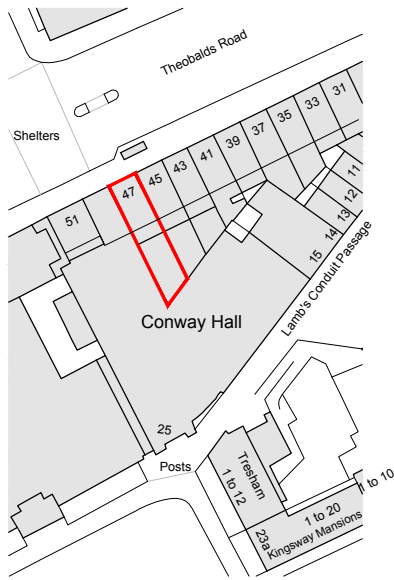 Theobalds Road
Shelters
31
33
35
37
39
41
43
45
47
51
11
12
13
14
15
Lamb's Conduit Passage
Conway Hall
25
Posts
Tresham
1 to 12
1 to 10
1 to 20
Kingsway Mansions
23a